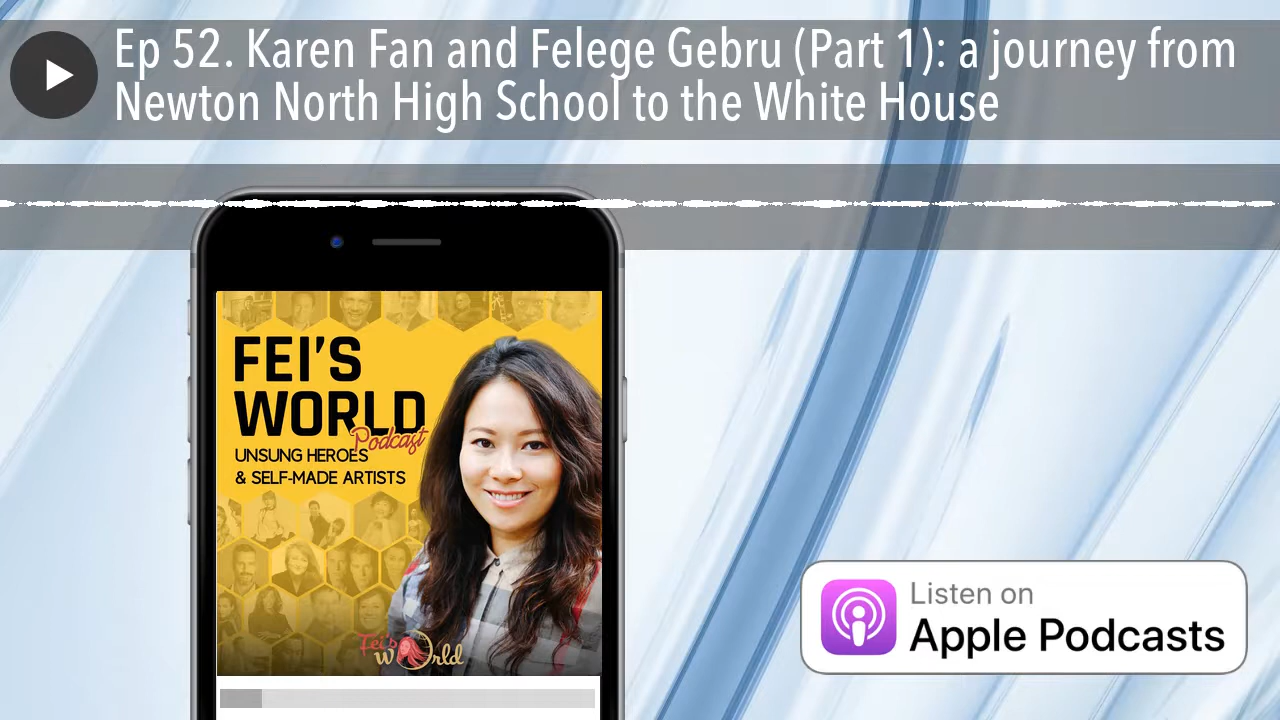 Ep 52. Karen Fan and Felege Gebru (Part 1): a journey from
Newton North High School to the White House
FEI'S
WORLD
Podcast
UNSUNG HEROES
& SELF-MADE ARTISTS
Fei's
WOrld
Listen on
Apple Podcasts